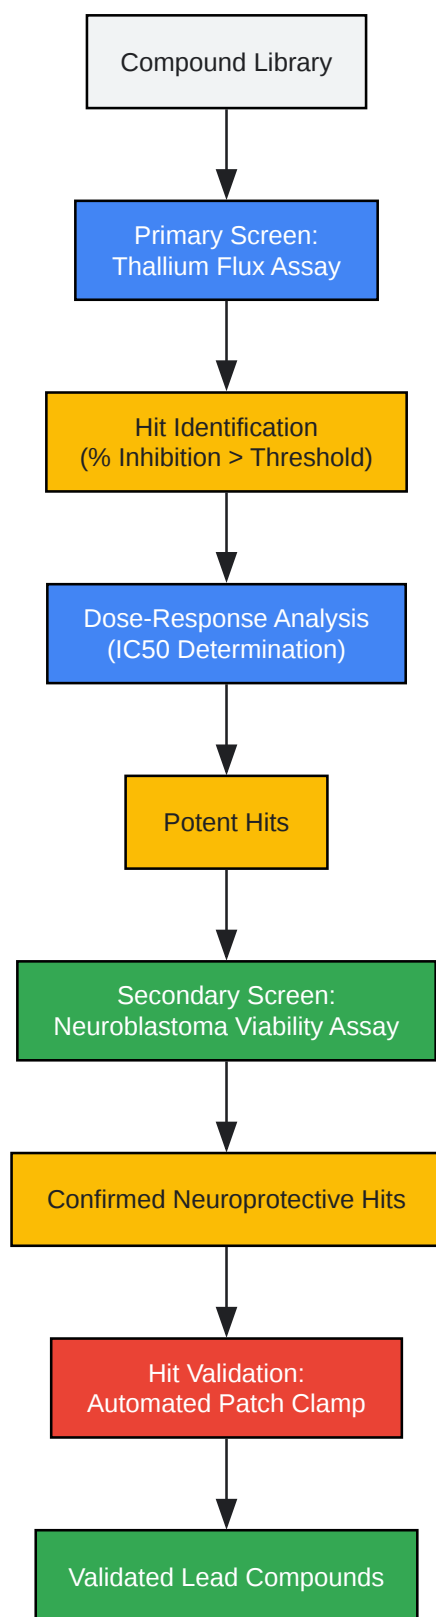 Compound Library
Primary Screen:
Thallium Flux Assay
Hit Identification
(% Inhibition > Threshold)
Dose-Response Analysis
(IC50 Determination)
Potent Hits
Secondary Screen:
Neuroblastoma Viability Assay
Confirmed Neuroprotective Hits
Hit Validation:
Automated Patch Clamp
Validated Lead Compounds